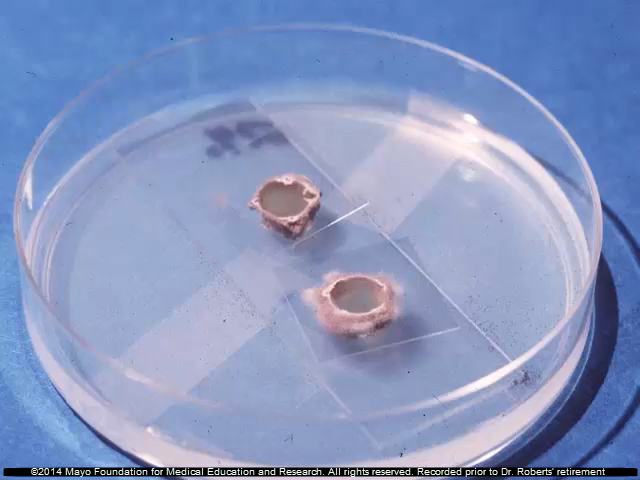 ©2014 Mayo Foundation for Medical Education and Research. All rights reserved. Recorded prior to Dr. Roberts' retirement